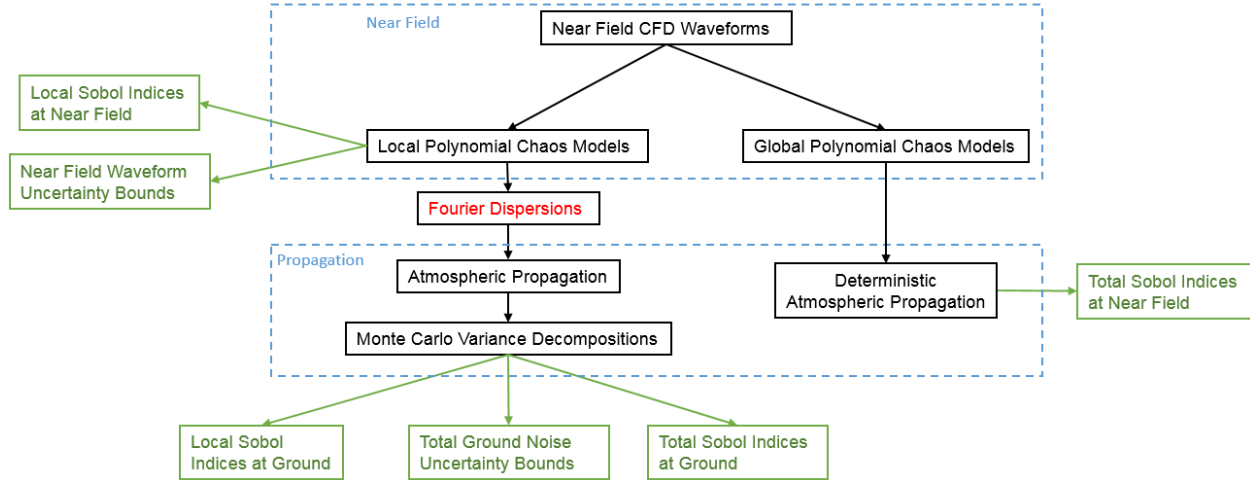 Near Field
Near Field CFD Waveforms
Local Sobol Indices
at Near Field
Local Polynomial Chaos Models
Global Polynomial Chaos Models
Near Field Waveform
Uncertainty Bounds
Fourier Dispersions
Propagation
Atmospheric Propagation
Deterministic
Atmospheric Propagation
Total Sobol Indices
at Near Field
Monte Carlo Variance Decompositions
Local Sobol
Indices at Ground
Total Ground Noise
Uncertainty Bounds
Total Sobol Indices
at Ground